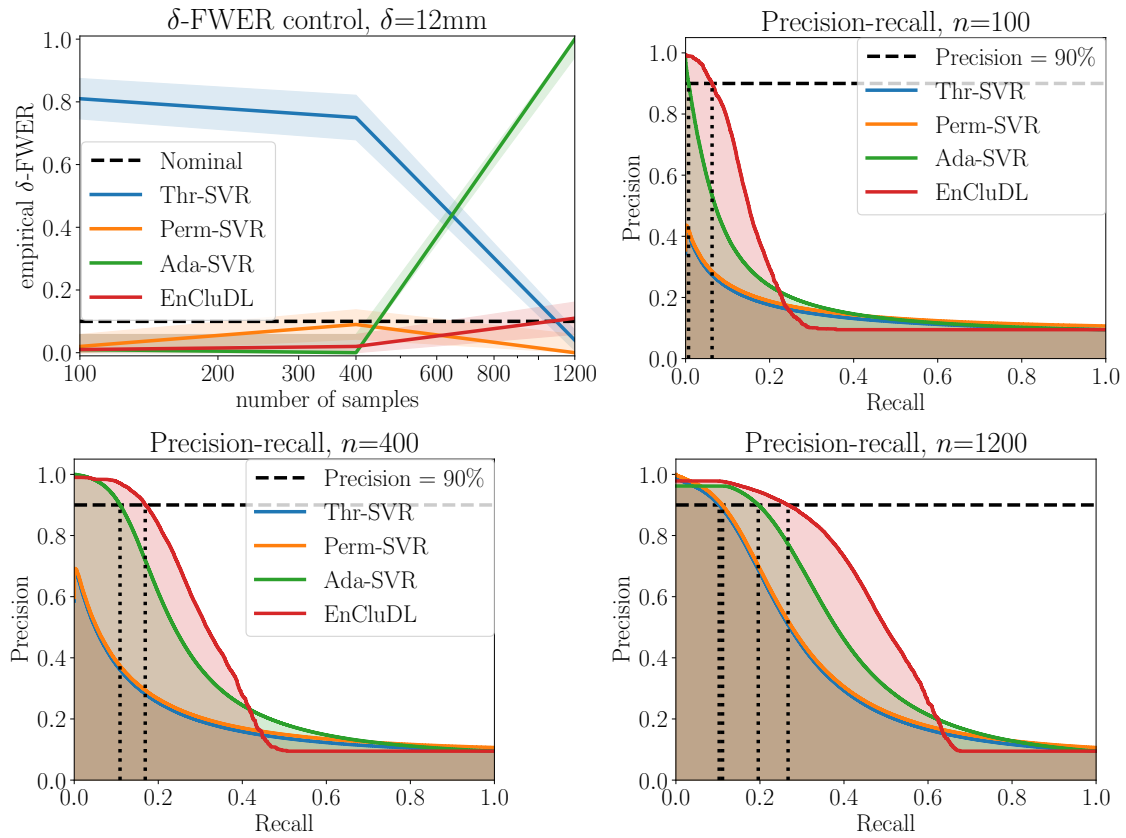 δ-FWER control, δ=12mm
empirical δ-FWER
1.0
0.8
0.6
0.4
0.2
0.0
Nominal
Thr-SVR
Perm-SVR
Ada-SVR
EnCluDL
100
200
300
400
600
800
1200
number of samples
Precision-recall, n=100
Precision
1.0
0.8
0.6
0.4
0.2
0.0
Precision = 90%
Thr-SVR
Perm-SVR
Ada-SVR
EnCluDL
0.0
0.2
0.4
0.6
0.8
1.0
Recall
Precision-recall, n=400
Precision
1.0
0.8
0.6
0.4
0.2
0.0
Precision = 90%
Thr-SVR
Perm-SVR
Ada-SVR
EnCluDL
0.0
0.2
0.4
0.6
0.8
1.0
Recall
Precision-recall, n=1200
Precision
1.0
0.8
0.6
0.4
0.2
0.0
0.0
0.2
0.4
0.6
0.8
1.0
Recall